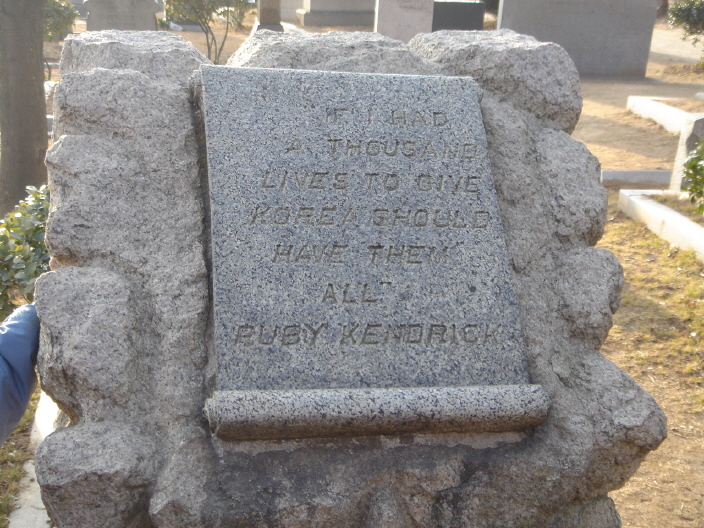 IF I HAD
A THOUSAND
LIVES TO GIVE
KOREA SHOULD
HAVE THEM
ALL"
RUBY KENDRICK